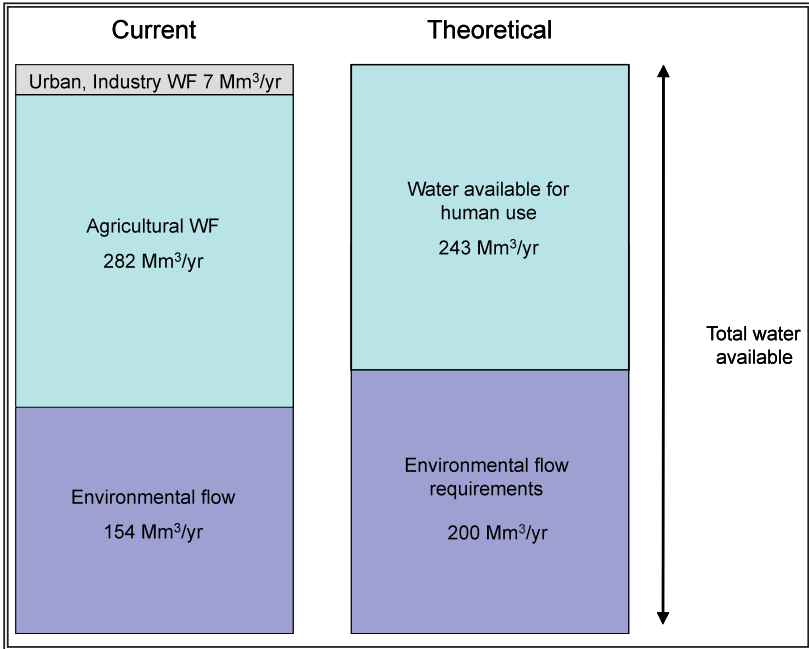 Current
Theoretical
Urban, Industry WF 7 Mm³/yr
Agricultural WF
282 Mm³/yr
Environmental flow
154 Mm³/yr
Water available for
human use
243 Mm³/yr
Environmental flow
requirements
200 Mm³/yr
Total water
available